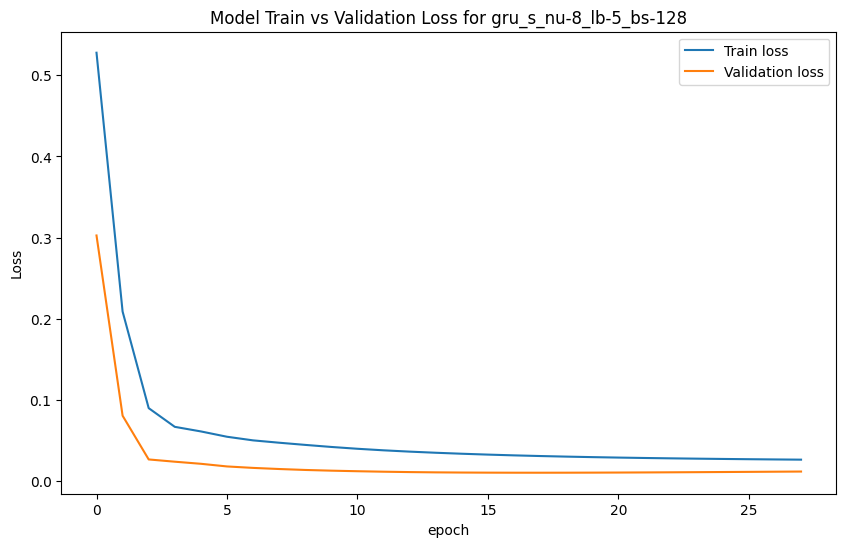 Model Train vs Validation Loss for gru_s_nu-8_lb-5_bs-128
Train loss
Validation loss
0.5
0.4
0.3
0.2
0.1
0.0
Loss
0 5 10 15 20 25
epoch